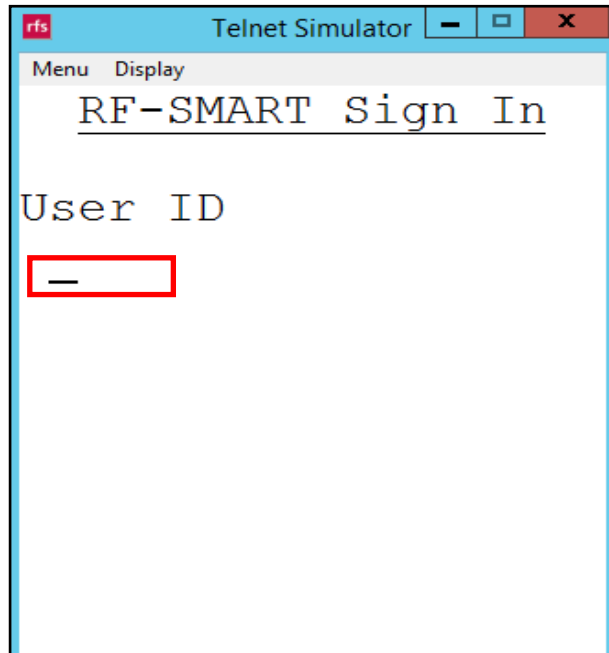 rfs Telnet Simulator
Menu Display
RF-SMART Sign In
User ID